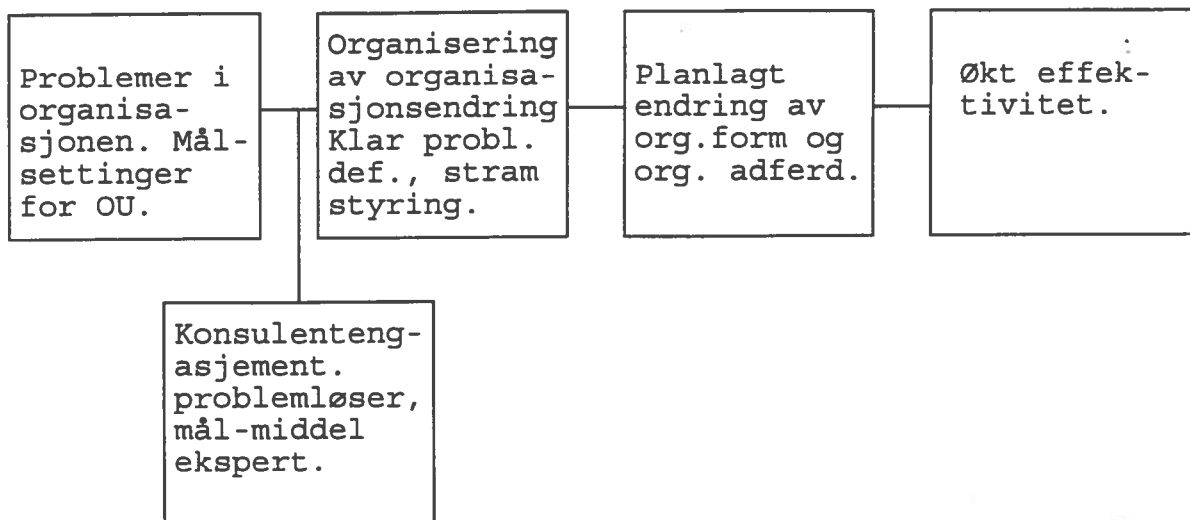 Problemer i
organisa-
sjonen. Mål-
settinger
for OU.
Organisering
av organisa-
sjonsendring
Klar probl.
def., stram
styring.
Planlagt
endring av
org.form og
org. adferd.
Økt effek-
tivitet.
Konsulenteng-
asjement.
problemløser,
mål-middel
ekspert.